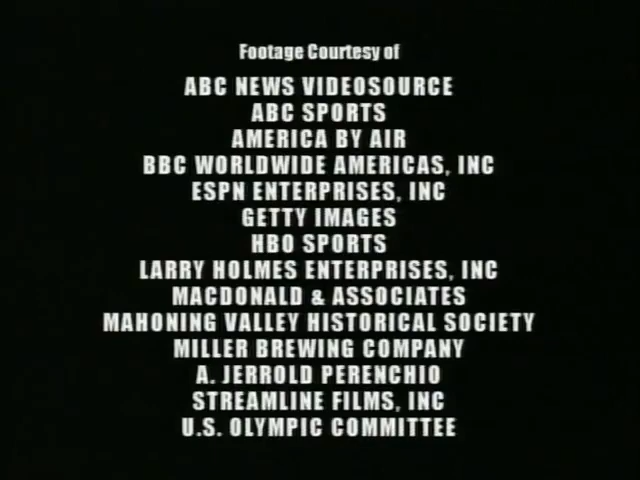 Footage Courtesy of
ABC NEWS VIDEOSOURCE
ABC SPORTS
AMERICA BY AIR
BBC WORLDWIDE AMERICAS, INC
ESPN ENTERPRISES, INC
GETTY IMAGES
HBO SPORTS
LARRY HOLMES ENTERPRISES, INC
MACDONALD & ASSOCIATES
MAHONING VALLEY HISTORICAL SOCIETY
MILLER BREWING COMPANY
A. JERROLD PERENCHIO
STREAMLINE FILMS, INC
U.S. OLYMPIC COMMITTEE